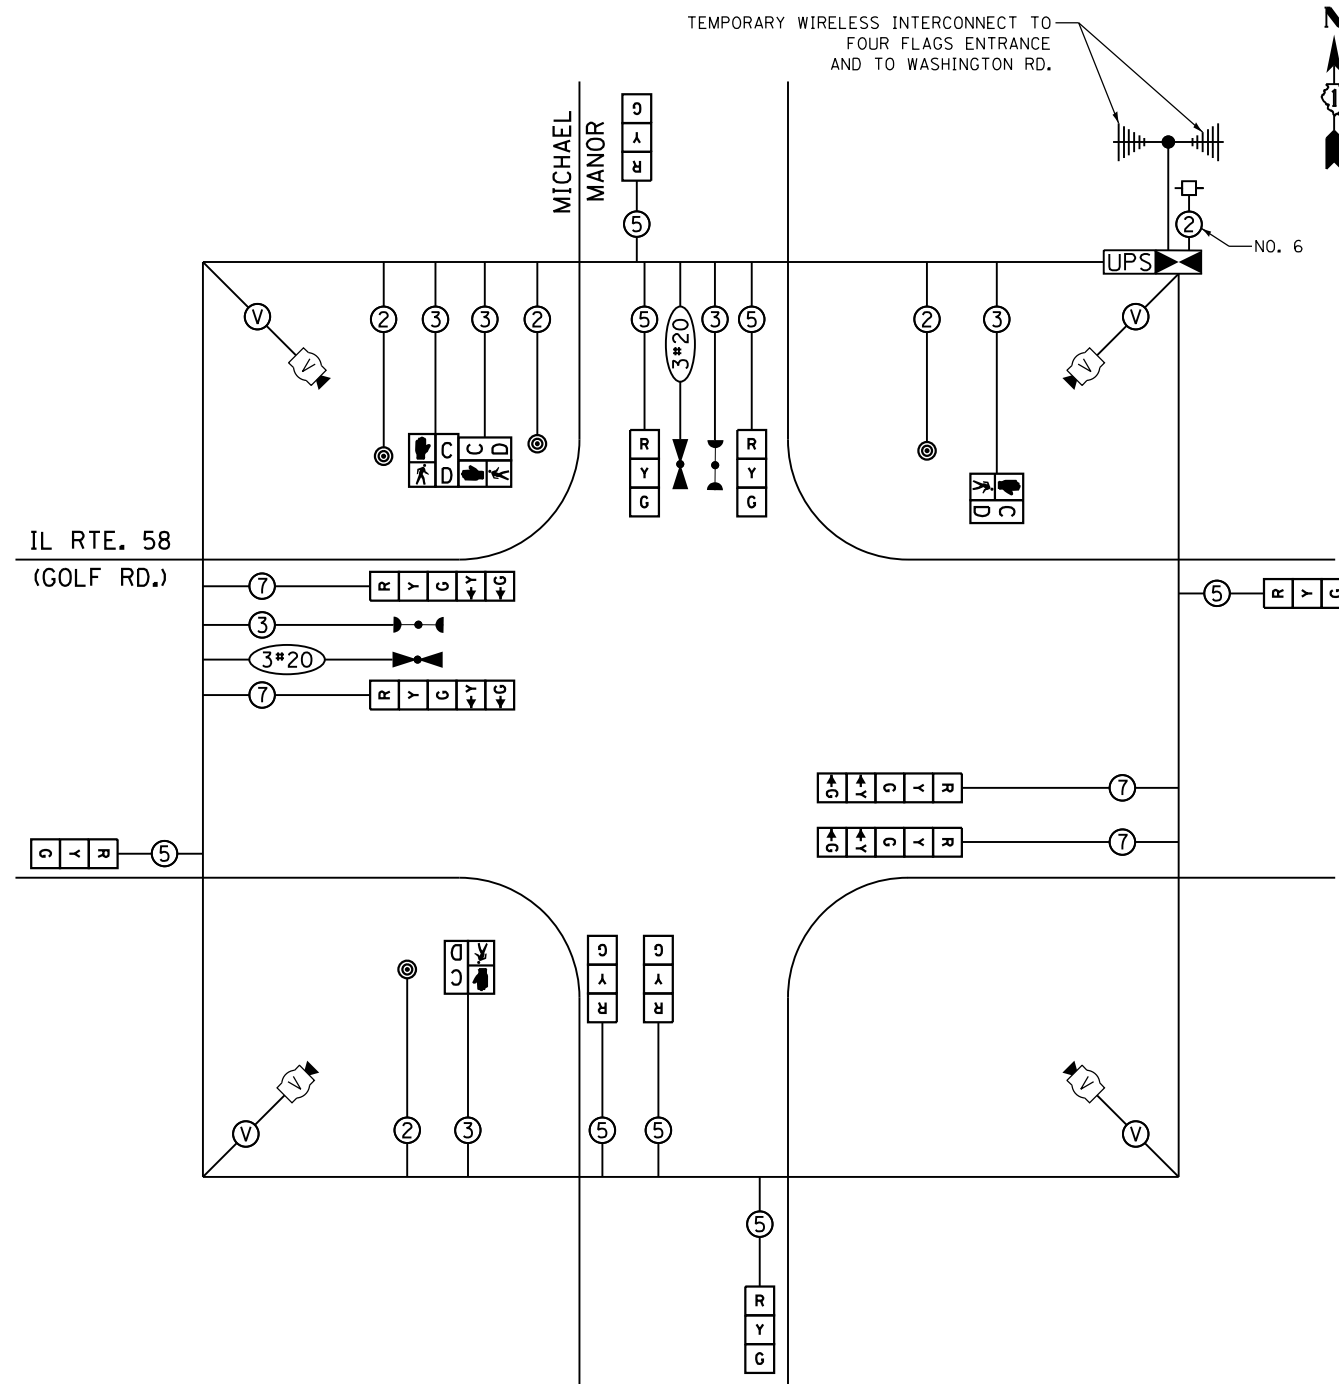 TEMPORARY WIRELESS INTERCONNECT TO
FOUR FLAGS ENTRANCE
AND TO WASHINGTON RD.
N
1
MICHAEL
MANOR
G
Y
R
5
2
NO. 6
UPS
V
2
3
3
2
5
3#20
3
5
2
3
V
V
V
C
D
C
D
R
Y
G
R
Y
G
C
D
IL RTE. 58
(GOLF RD.)
7
R Y G Y G
5
R Y G
3
3#20
7
R Y G Y G
G Y G Y R
7
G Y G Y R
7
G Y R
5
D
C
G
Y
R
G
Y
R
V
V
V
2
3
5
5
V
5
R
Y
G